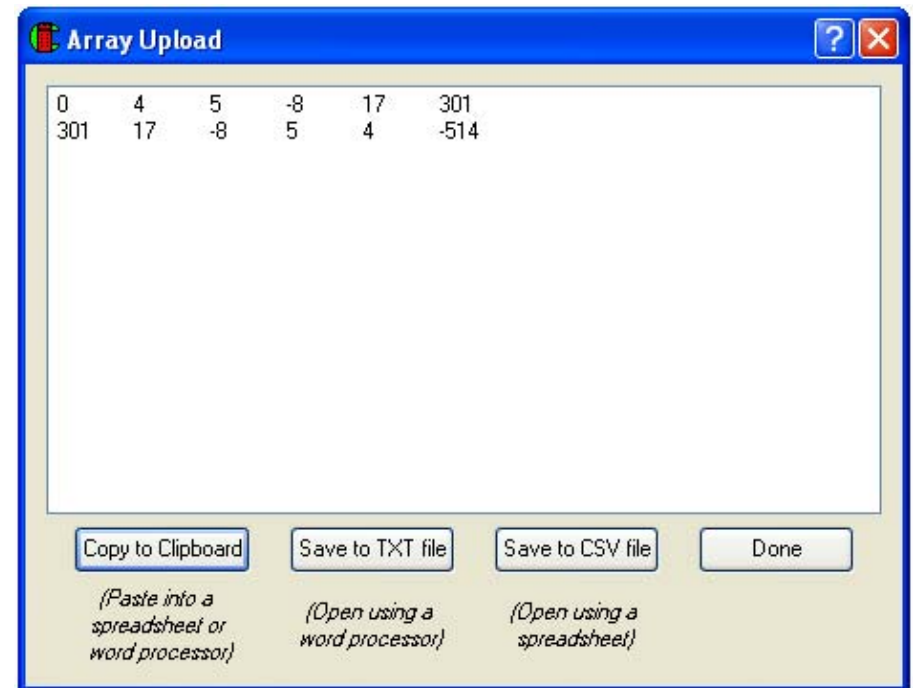 Array Upload
0 4 5 -8 17 301
301 17 -8 5 4 -514
Copy to Clipboard Save to TXT file Save to CSV file Done
(Paste into a
spreadsheet or
word processor)
(Open using a
word processor)
(Open using a
spreadsheet)